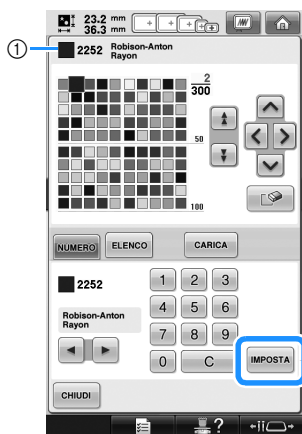 23.2 mm
36.3 mm
1
2252 Robison-Anton
Rayon
2
300
50
100
NUMERO ELENCO CARICA
2252
1 2 3
Robison-Anton
Rayon
4 5 6
7 8 9
0 C IMPOSTA
CHIUDI
?